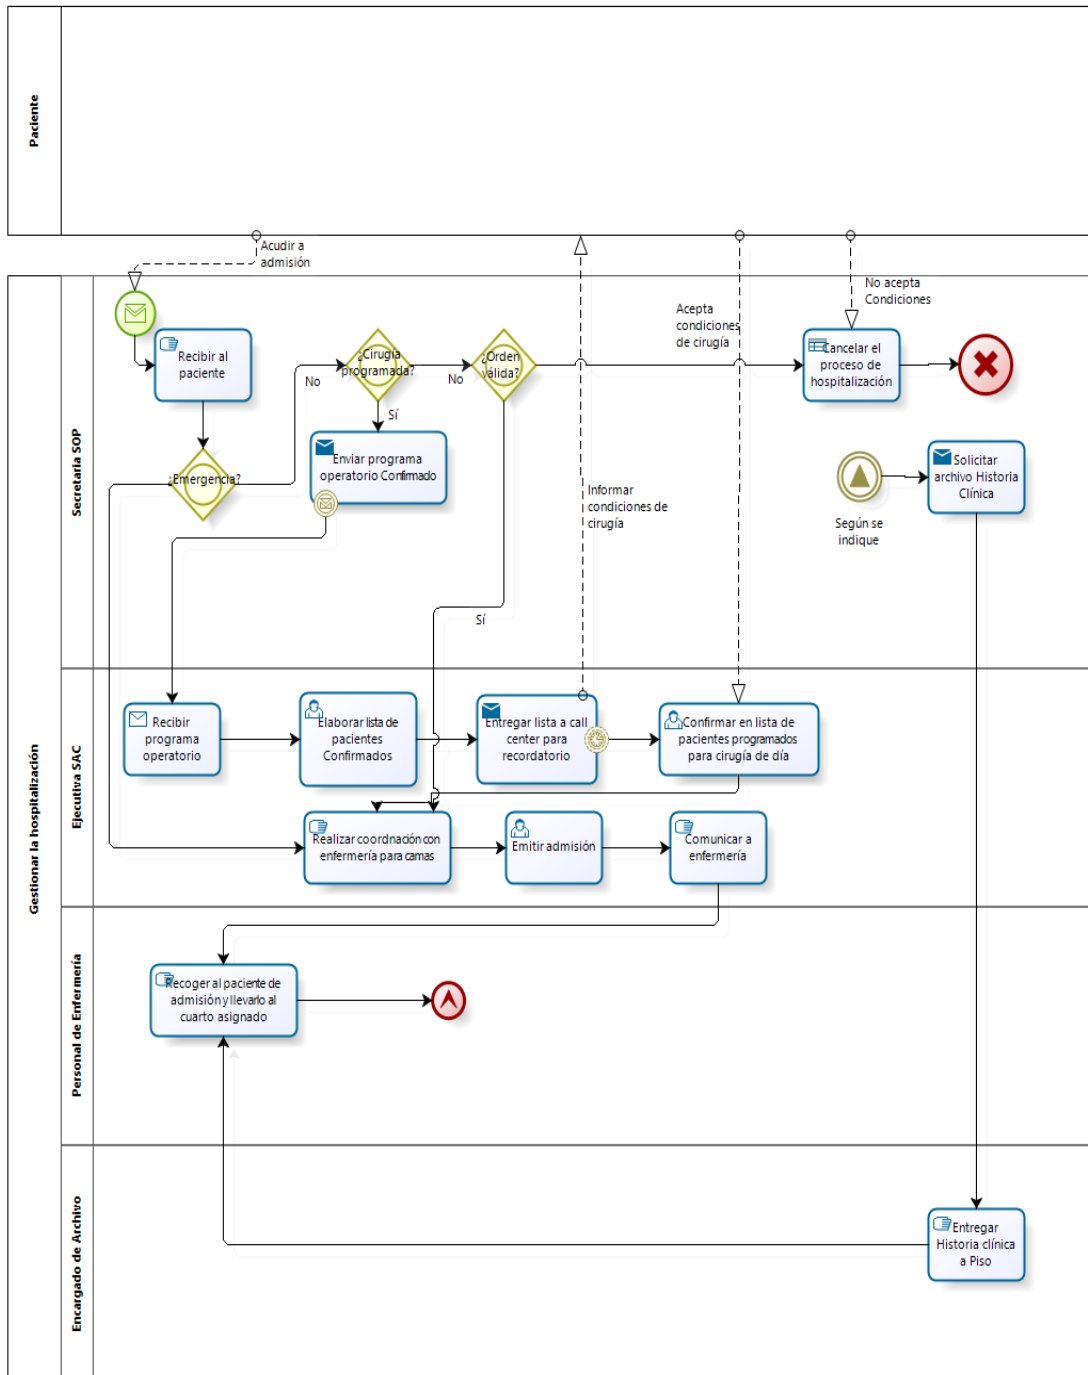 Paciente
Acudir a
admisión
No acepta
Condiciones
Acepta
condiciones
de cirugía
Informar
condiciones de
cirugía
Gestionar la hospitalización
Secretaria SOP
Recibir al
paciente
¿Emergencia?
No
¿Cirugía
programada?
No
Sí
¿Orden
válida?
Sí
Cancelar el
proceso de
hospitalización
Enviar programa
operatorio Confirmado
Según se
indique
Solicitar
archivo Historia
Clínica
Ejecutiva SAC
Recibir
programa
operatorio
Elaborar lista de
pacientes
Confirmados
Entregar lista a call
center para
recordatorio
Confirmar en lista de
pacientes programados
para cirugía de día
Realizar coordnación con
enfermería para camas
Emitir admisión
Comunicar a
enfermería
Personal de Enfermería
Recoger al paciente de
admisión y llevarlo al
cuarto asignado
Encargado de Archivo
Entregar
Historia clínica
a Piso